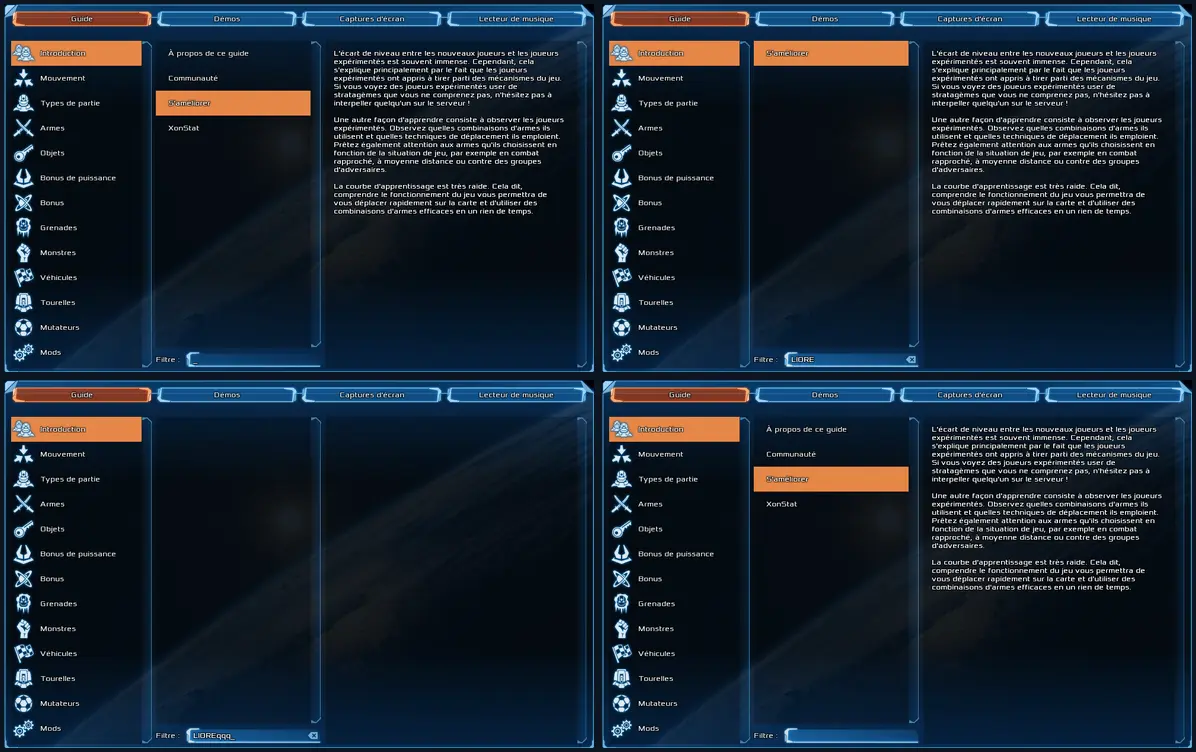 Guide
Démos
Captures d'écran
Lecteur de musique
Introduction
Mouvement
Types de partie
Armes
Objets
Bonus de puissance
Bonus
Grenades
Monstres
Véhicules
Tourelles
Mutateurs
Mods
À propos de ce guide
Communauté
S'améliorer
XonStat
Filtre : _
L'écart de niveau entre les nouveaux joueurs et les joueurs
expérimentés est souvent immense. Cependant, cela
s'explique principalement par le fait que les joueurs
expérimentés ont appris à tirer parti des mécanismes du jeu.
Si vous voyez des joueurs expérimentés user de
stratagèmes que vous ne comprenez pas, n'hésitez pas à
interpeller quelqu'un sur le serveur !
Une autre façon d'apprendre consiste à observer les joueurs
expérimentés. Observez quelles combinaisons d'armes ils
utilisent et quelles techniques de déplacement ils emploient.
Prêtez également attention aux armes qu'ils choisissent en
fonction de la situation de jeu, par exemple en combat
rapproché, à moyenne distance ou contre des groupes
d'adversaires.
La courbe d'apprentissage est très raide. Cela dit,
comprendre le fonctionnement du jeu vous permettra de
vous déplacer rapidement sur la carte et d'utiliser des
combinaisons d'armes efficaces en un rien de temps.
Guide
Démos
Captures d'écran
Lecteur de musique
Introduction
Mouvement
Types de partie
Armes
Objets
Bonus de puissance
Bonus
Grenades
Monstres
Véhicules
Tourelles
Mutateurs
Mods
S'améliorer
Filtre : LIORE
L'écart de niveau entre les nouveaux joueurs et les joueurs
expérimentés est souvent immense. Cependant, cela
s'explique principalement par le fait que les joueurs
expérimentés ont appris à tirer parti des mécanismes du jeu.
Si vous voyez des joueurs expérimentés user de
stratagèmes que vous ne comprenez pas, n'hésitez pas à
interpeller quelqu'un sur le serveur !
Une autre façon d'apprendre consiste à observer les joueurs
expérimentés. Observez quelles combinaisons d'armes ils
utilisent et quelles techniques de déplacement ils emploient.
Prêtez également attention aux armes qu'ils choisissent en
fonction de la situation de jeu, par exemple en combat
rapproché, à moyenne distance ou contre des groupes
d'adversaires.
La courbe d'apprentissage est très raide. Cela dit,
comprendre le fonctionnement du jeu vous permettra de
vous déplacer rapidement sur la carte et d'utiliser des
combinaisons d'armes efficaces en un rien de temps.
Guide
Démos
Captures d'écran
Lecteur de musique
Introduction
Mouvement
Types de partie
Armes
Objets
Bonus de puissance
Bonus
Grenades
Monstres
Véhicules
Tourelles
Mutateurs
Mods
Filtre : LIOREqqq_
Guide
Démos
Captures d'écran
Lecteur de musique
Introduction
Mouvement
Types de partie
Armes
Objets
Bonus de puissance
Bonus
Grenades
Monstres
Véhicules
Tourelles
Mutateurs
Mods
À propos de ce guide
Communauté
S'améliorer
XonStat
Filtre :
L'écart de niveau entre les nouveaux joueurs et les joueurs
expérimentés est souvent immense. Cependant, cela
s'explique principalement par le fait que les joueurs
expérimentés ont appris à tirer parti des mécanismes du jeu.
Si vous voyez des joueurs expérimentés user de
stratagèmes que vous ne comprenez pas, n'hésitez pas à
interpeller quelqu'un sur le serveur !
Une autre façon d'apprendre consiste à observer les joueurs
expérimentés. Observez quelles combinaisons d'armes ils
utilisent et quelles techniques de déplacement ils emploient.
Prêtez également attention aux armes qu'ils choisissent en
fonction de la situation de jeu, par exemple en combat
rapproché, à moyenne distance ou contre des groupes
d'adversaires.
La courbe d'apprentissage est très raide. Cela dit,
comprendre le fonctionnement du jeu vous permettra de
vous déplacer rapidement sur la carte et d'utiliser des
combinaisons d'armes efficaces en un rien de temps.